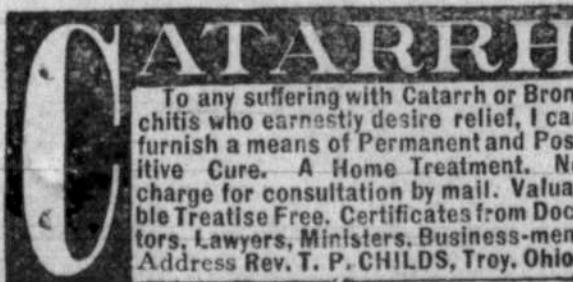 CATARRH
To any suffering with Catarrh or Bron-
chitis who earnestly desire relief, I ca
furnish a means of Permanent and Pos
itive Cure. A Home Treatment. No
charge for consultation by mail. Valua
ble Treatise Free. Certificates from Doc
tors, Lawyers, Ministers, Business-men
Address Rev. T. P. CHILDS, Troy. Ohio